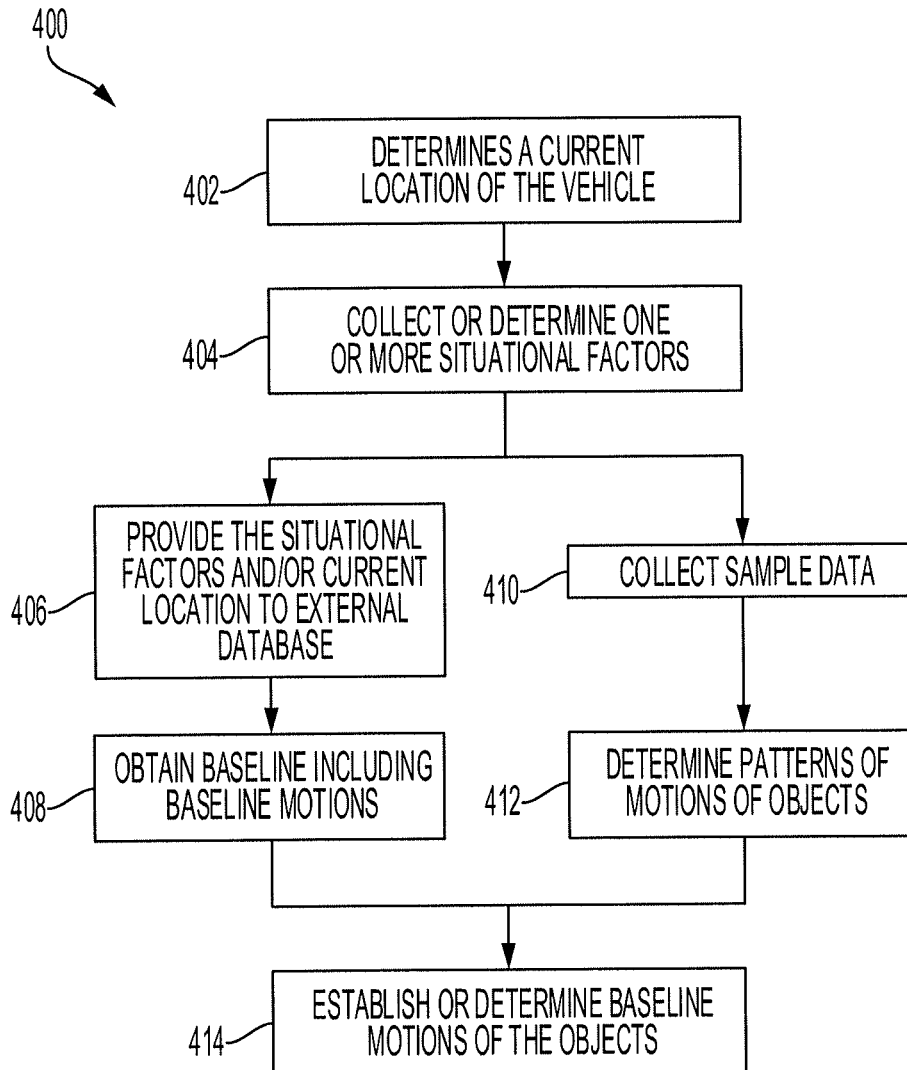 400
402
DETERMINES A CURRENT
LOCATION OF THE VEHICLE
404
COLLECT OR DETERMINE ONE
OR MORE SITUATIONAL FACTORS
406
PROVIDE THE SITUATIONAL
FACTORS AND/OR CURRENT
LOCATION TO EXTERNAL
DATABASE
410
COLLECT SAMPLE DATA
408
OBTAIN BASELINE INCLUDING
BASELINE MOTIONS
412
DETERMINE PATTERNS OF
MOTIONS OF OBJECTS
414
ESTABLISH OR DETERMINE BASELINE
MOTIONS OF THE OBJECTS